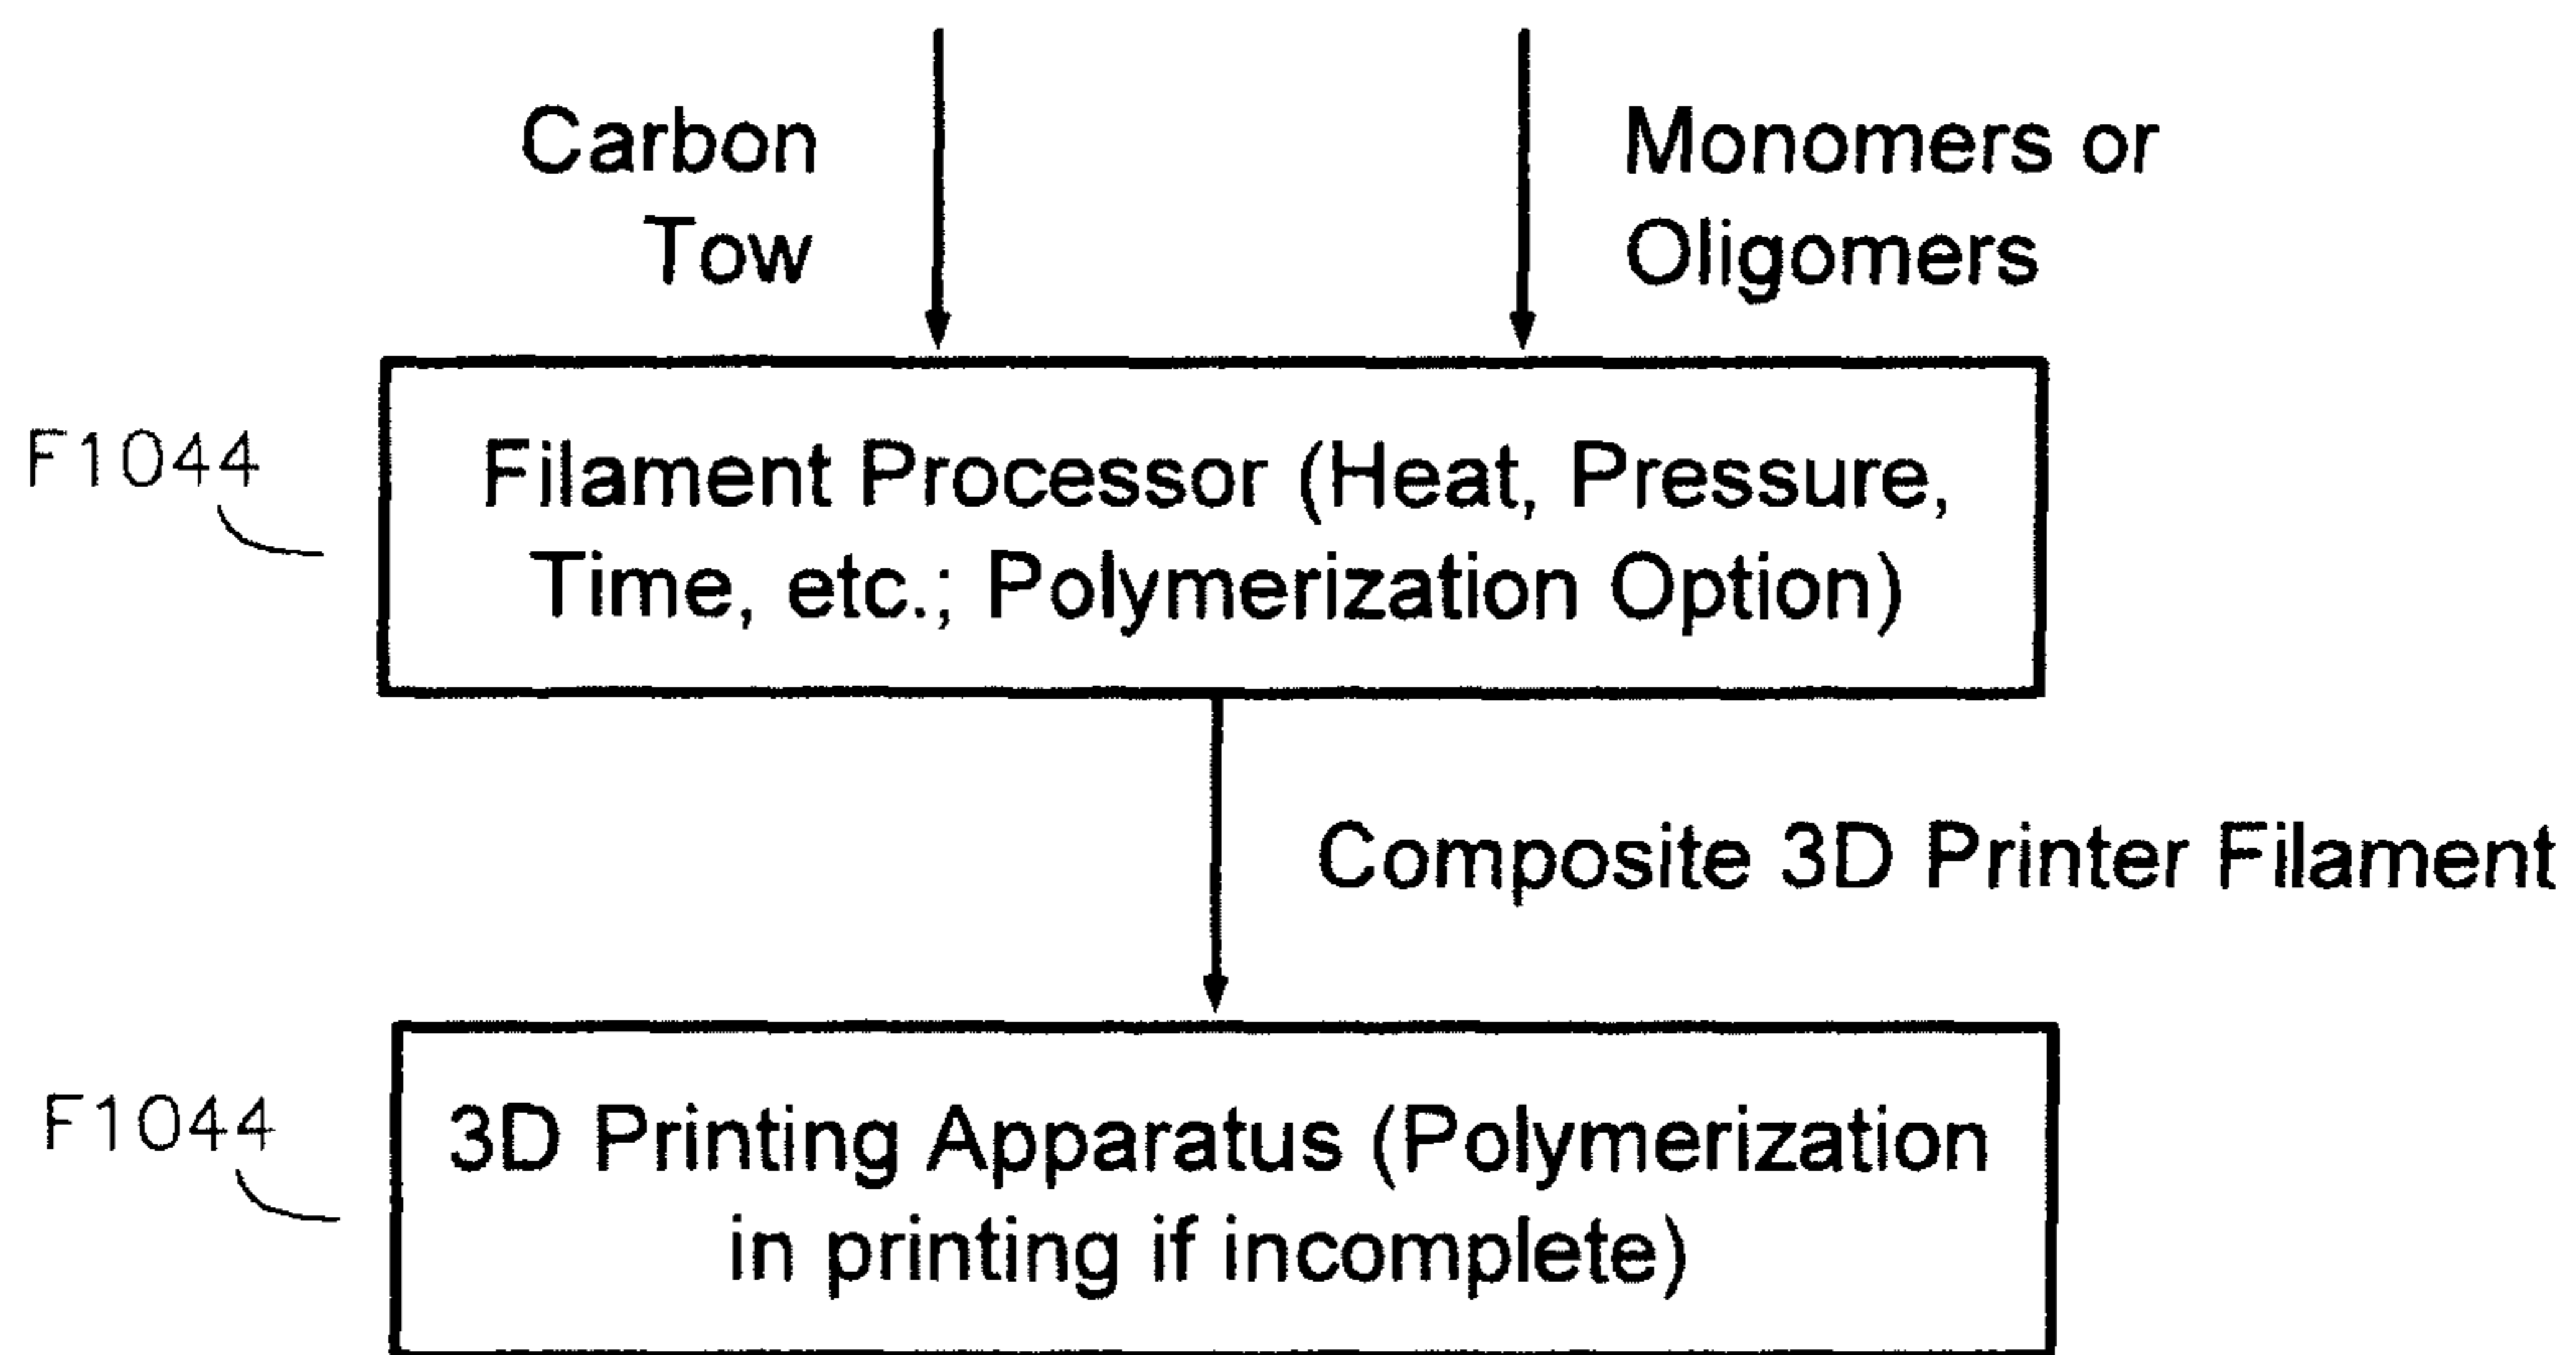 Carbon
Tow
Monomers or
Oligomers
F1044
Filament Processor (Heat, Pressure,
Time, etc.; Polymerization Option)
Composite 3D Printer Filament
F1044
3D Printing Apparatus (Polymerization
in printing if incomplete)